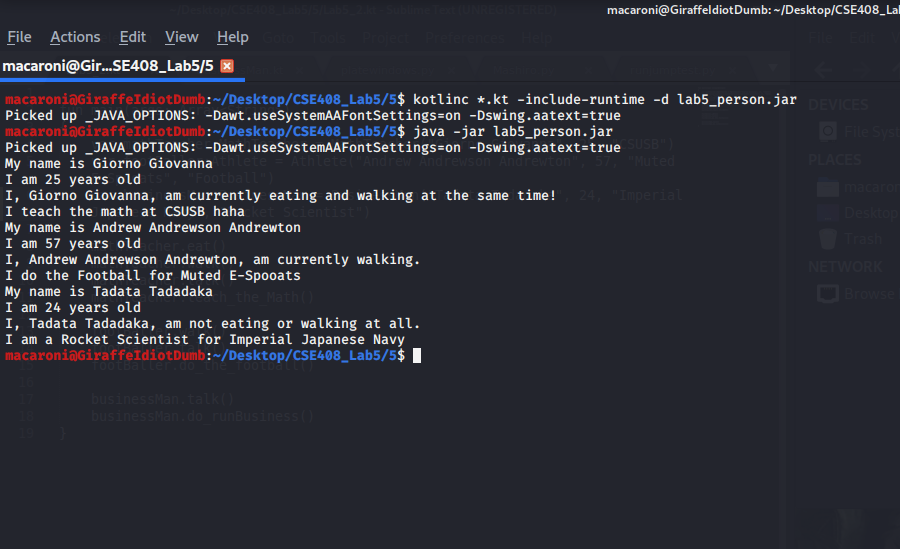 macaroni@GiraffeIdiotDumb: ~/Desktop/CSE408_La
File Actions Edit View Help
macaroni@Gir...SE408_Lab5/5
macaroni@GiraffeIdiotDumb:~/Desktop/CSE408_Lab5/5$ kotlinc *.kt -include-runtime -d lab5_person.jar
Picked up _JAVA_OPTIONS: -Dawt.useSystemAAFontSettings=on -Dswing.aatext=true
macaroni@GiraffeIdiotDumb:~/Desktop/CSE408_Lab5/5$ java -jar lab5_person.jar
Picked up _JAVA_OPTIONS: -Dawt.useSystemAAFontSettings=on -Dswing.aatext=true
My name is Giorno Giovanna
I am 25 years old
I, Giorno Giovanna, am currently eating and walking at the same time!
I teach the math at CSUSB haha
My name is Andrew Andrewson Andrewton
I am 57 years old
I, Andrew Andrewson Andrewton, am currently walking.
I do the Football for Muted E-Spooats
My name is Tadata Tadadaka
I am 24 years old
I, Tadata Tadadaka, am not eating or walking at all.
I am a Rocket Scientist for Imperial Japanese Navy
macaroni@GiraffeIdiotDumb:~/Desktop/CSE408_Lab5/5$
businessMan.talk()
businessMan.do_runBusiness()
}
DEVICES
File Sys
PLACES
macaro
Desktop
Trash
NETWORK
Browse